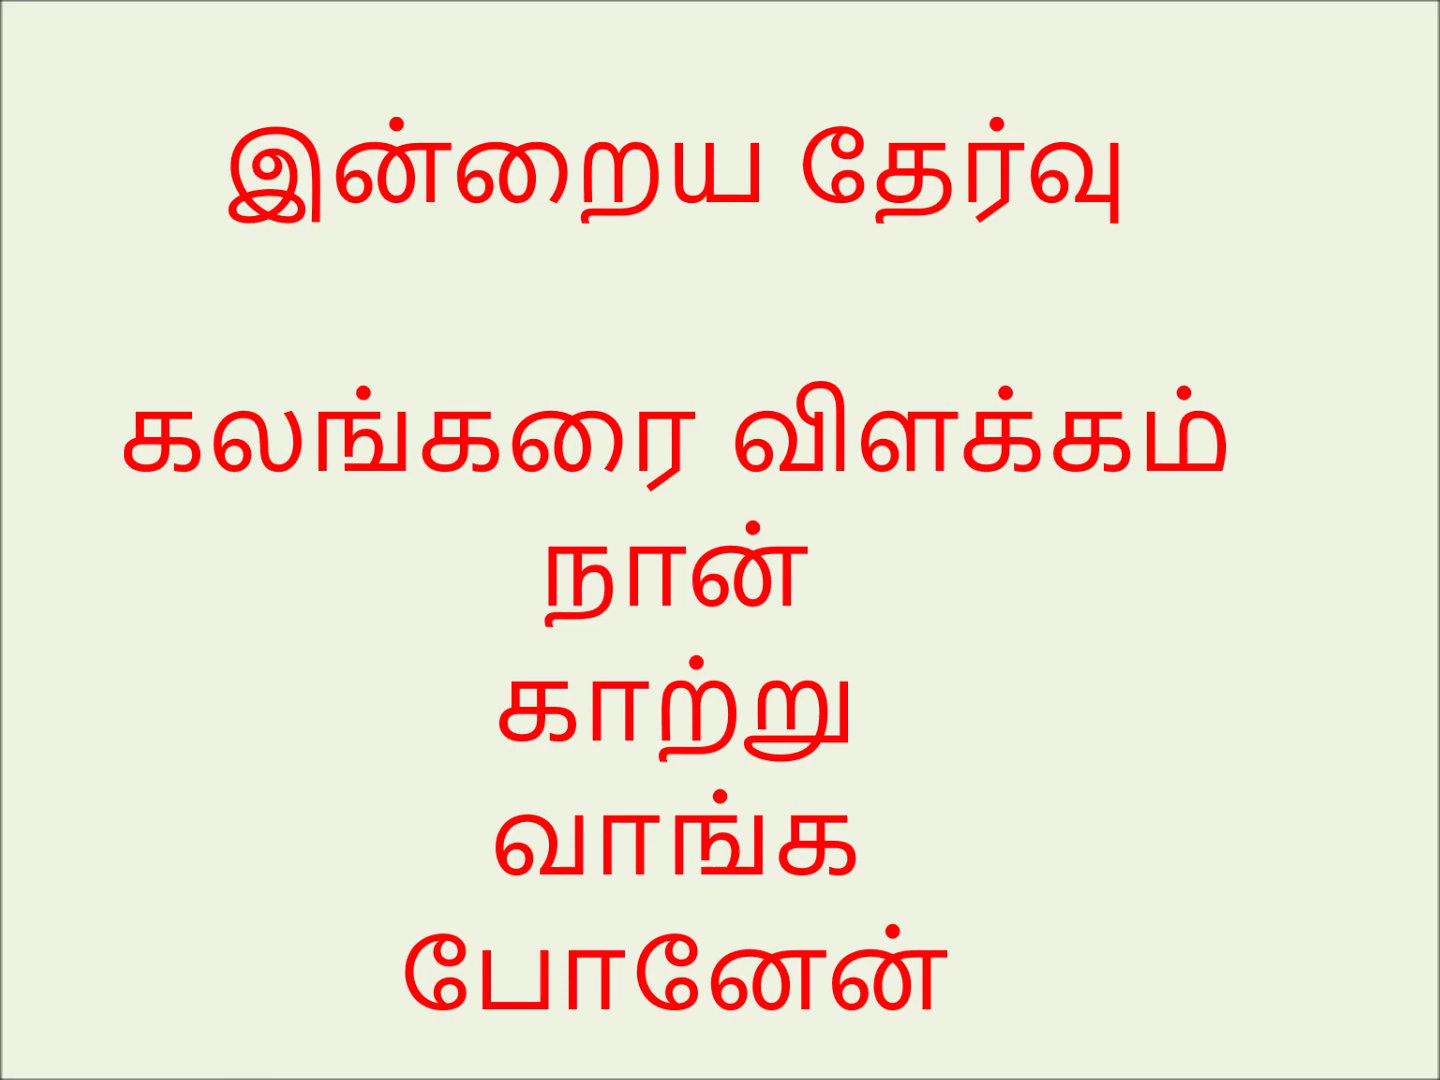 இன்றைய தேர்வு
கலங்கரை விளக்கம்
நான்
காற்று
வாங்க
போனேன்